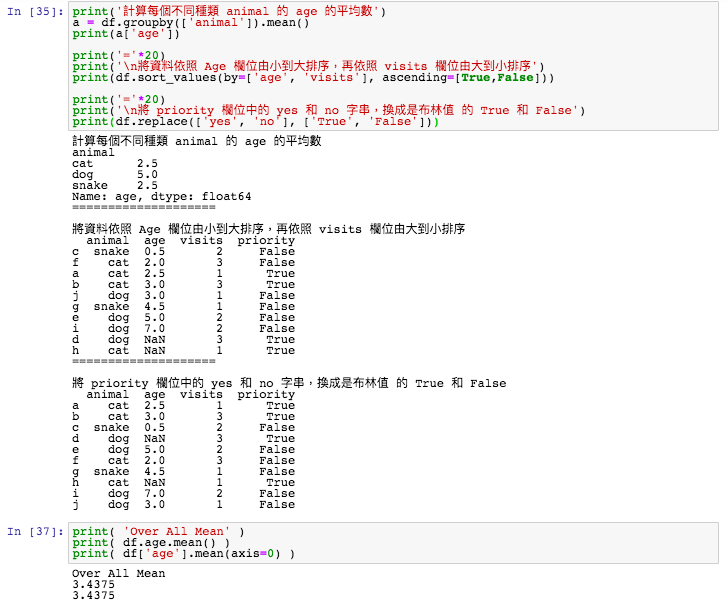 In [35]: print('計算每個不同種類 animal 的 age 的平均數')
a = df.groupby(['animal']).mean()
print(a['age'])
print('='*20)
print('\n將資料依照 Age 欄位由小到大排序，再依照 visits 欄位由大到小排序')
print(df.sort_values(by=['age', 'visits'], ascending=[True,False]))
print('='*20)
print('\n將 priority 欄位中的 yes 和 no 字串，換成是布林值 的 True 和 False')
print(df.replace(['yes', 'no'], ['True', 'False']))
計算每個不同種類 animal 的 age 的平均數
animal
cat      2.5
dog      5.0
snake    2.5
Name: age, dtype: float64
====================
將資料依照 Age 欄位由小到大排序，再依照 visits 欄位由大到小排序
  animal  age  visits  priority
c  snake  0.5       2     False
f    cat  2.0       3     False
a    cat  2.5       1      True
b    cat  3.0       3      True
j    dog  3.0       1     False
g  snake  4.5       1     False
e    dog  5.0       2     False
i    dog  7.0       2     False
d    dog  NaN       3      True
h    cat  NaN       1      True
====================
將 priority 欄位中的 yes 和 no 字串，換成是布林值 的 True 和 False
  animal  age  visits  priority
a    cat  2.5       1      True
b    cat  3.0       3      True
c  snake  0.5       2     False
d    dog  NaN       3      True
e    dog  5.0       2     False
f    cat  2.0       3     False
g  snake  4.5       1     False
h    cat  NaN       1      True
i    dog  7.0       2     False
j    dog  3.0       1     False
In [37]: print( 'Over All Mean' )
print( df.age.mean() )
print( df['age'].mean(axis=0) )
Over All Mean
3.4375
3.4375